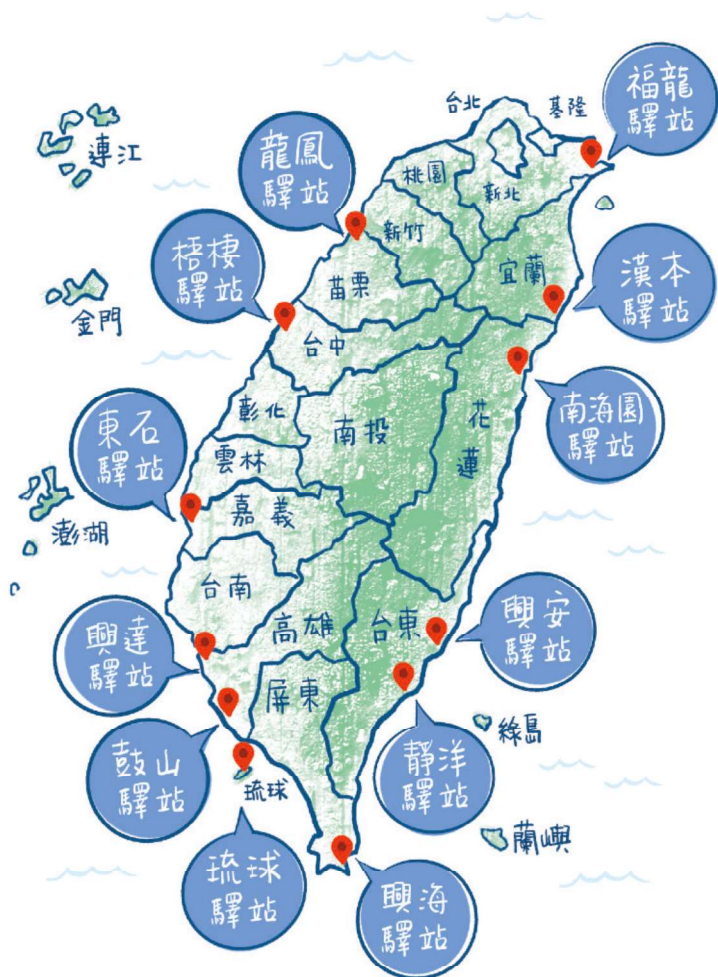 福龍
驛站
台北
基隆
連江
龍鳳
驛站
桃園
新北
新竹
梧棲
驛站
宜蘭
漢本
驛站
苗栗
金門
台中
南海園
驛站
彰化
南投
花
蓮
東石
驛站
雲林
嘉義
澎湖
台南
高雄
台東
興安
驛站
興達
驛站
屏東
綠島
靜洋
驛站
鼓山
驛站
琉球
蘭嶼
琉球
驛站
興海
驛站